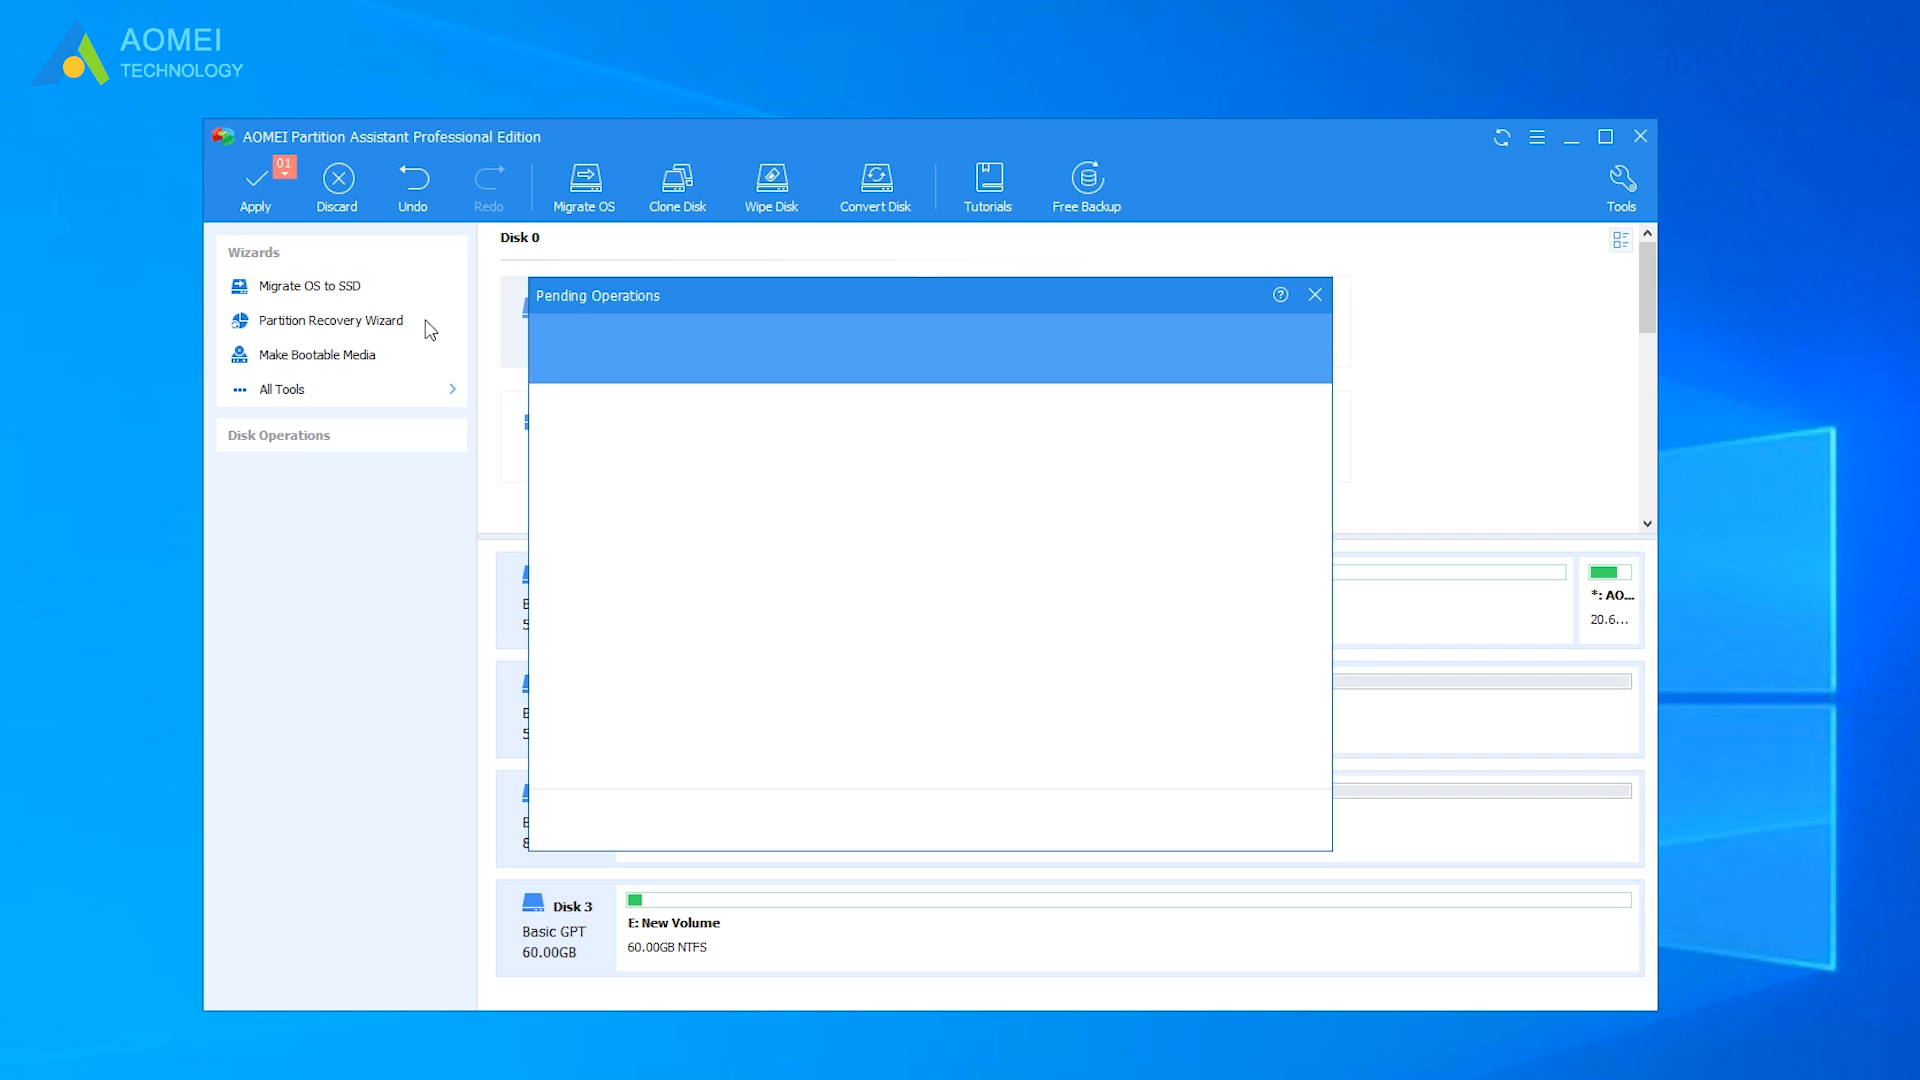 AOMEI
TECHNOLOGY
AOMEI Partition Assistant Professional Edition
01
Apply
Discard
Undo
Redo
Migrate OS
Clone Disk
Wipe Disk
Convert Disk
Tutorials
Free Backup
Tools
Wizards
Migrate OS to SSD
Partition Recovery Wizard
Make Bootable Media
All Tools
Disk Operations
Disk 0
Pending Operations
*: AO...
20.6...
Disk 3
Basic GPT
60.00GB
E: New Volume
60.00GB NTFS